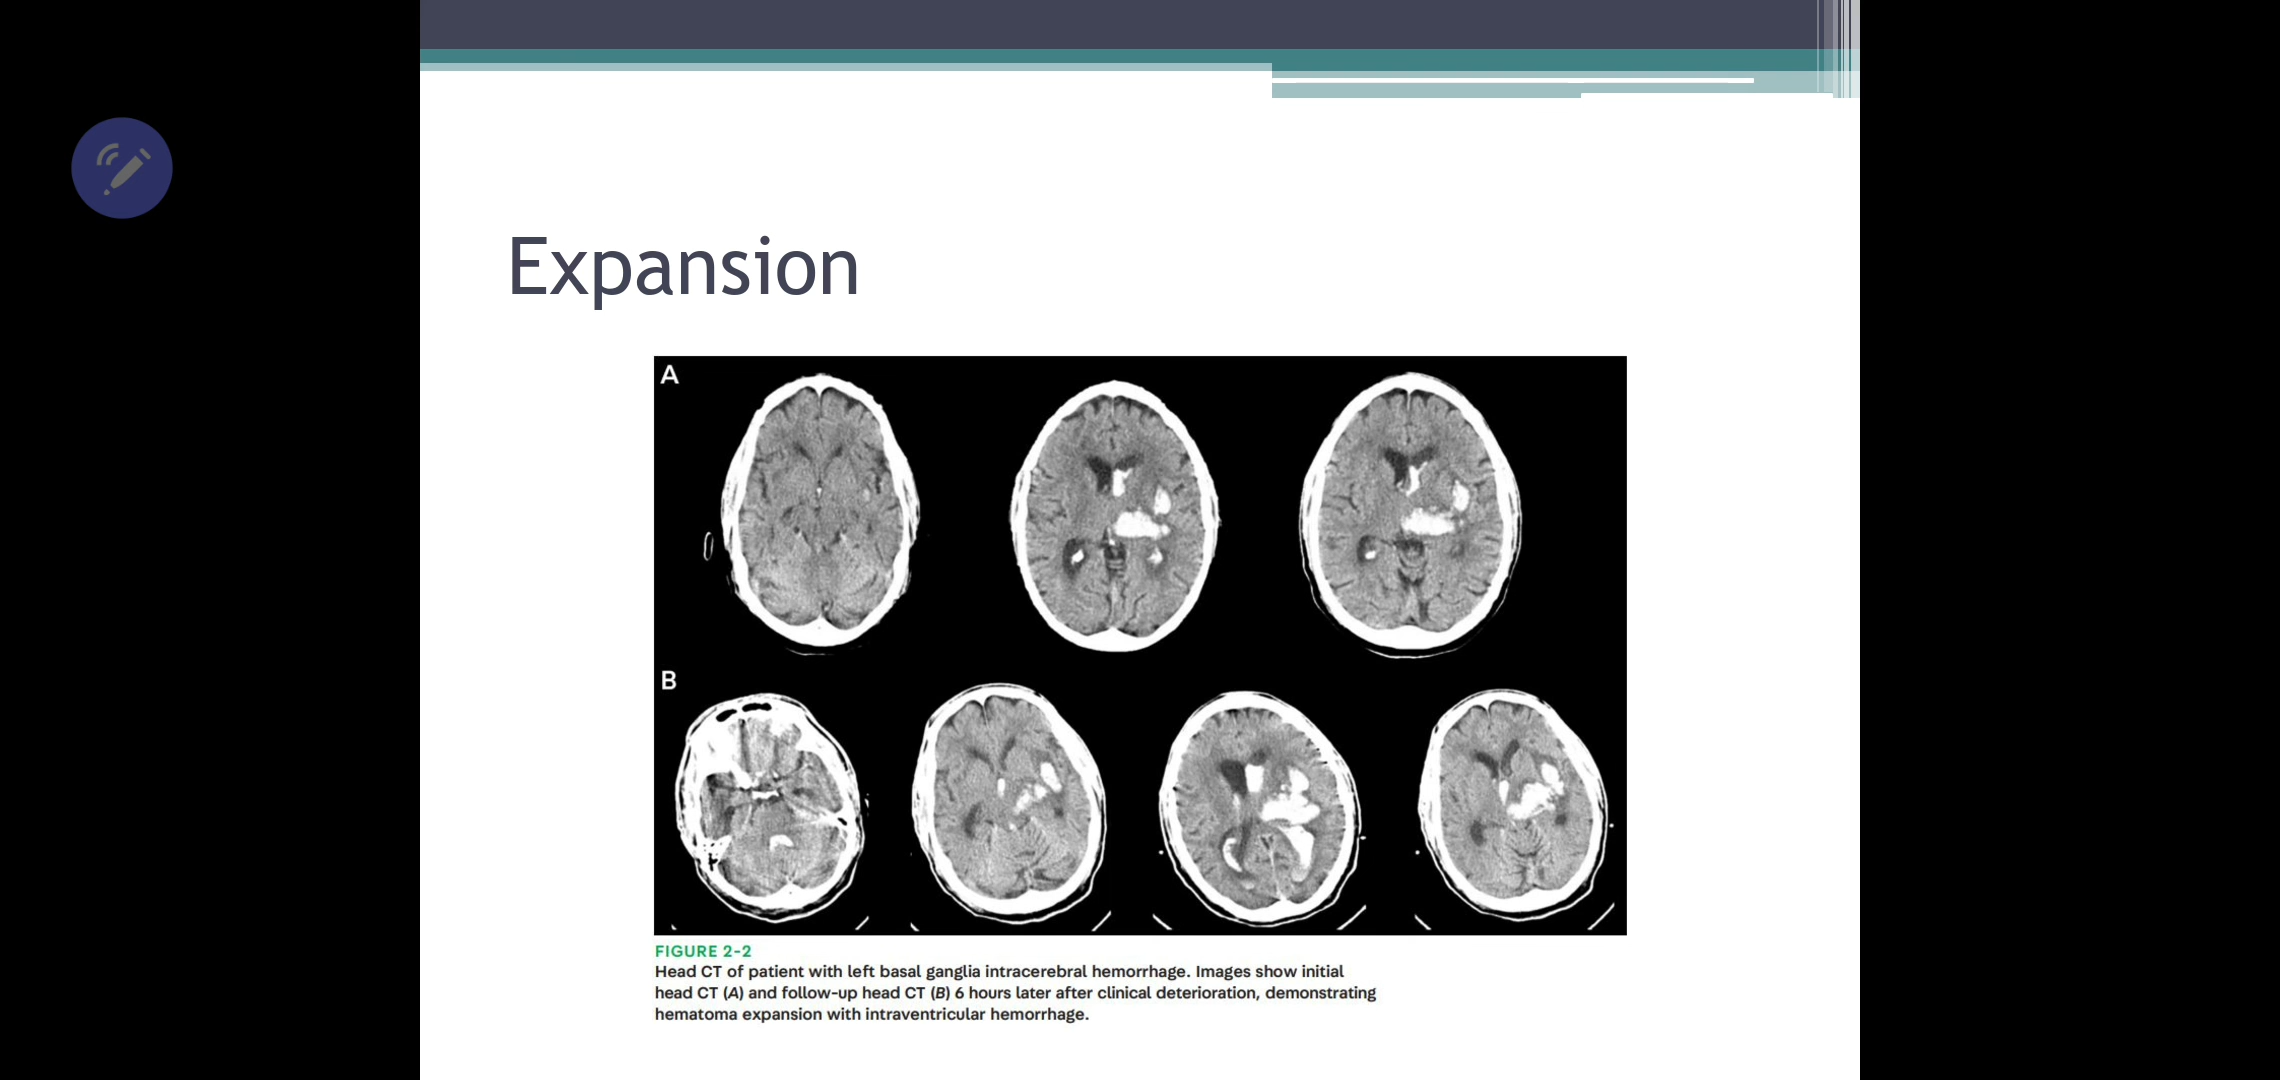 Expansion
A
B
FIGURE 2-2
Head CT of patient with left basal ganglia intracerebral hemorrhage. Images show initial
head CT (A) and follow-up head CT (B) 6 hours later after clinical deterioration, demonstrating
hematoma expansion with intraventricular hemorrhage.